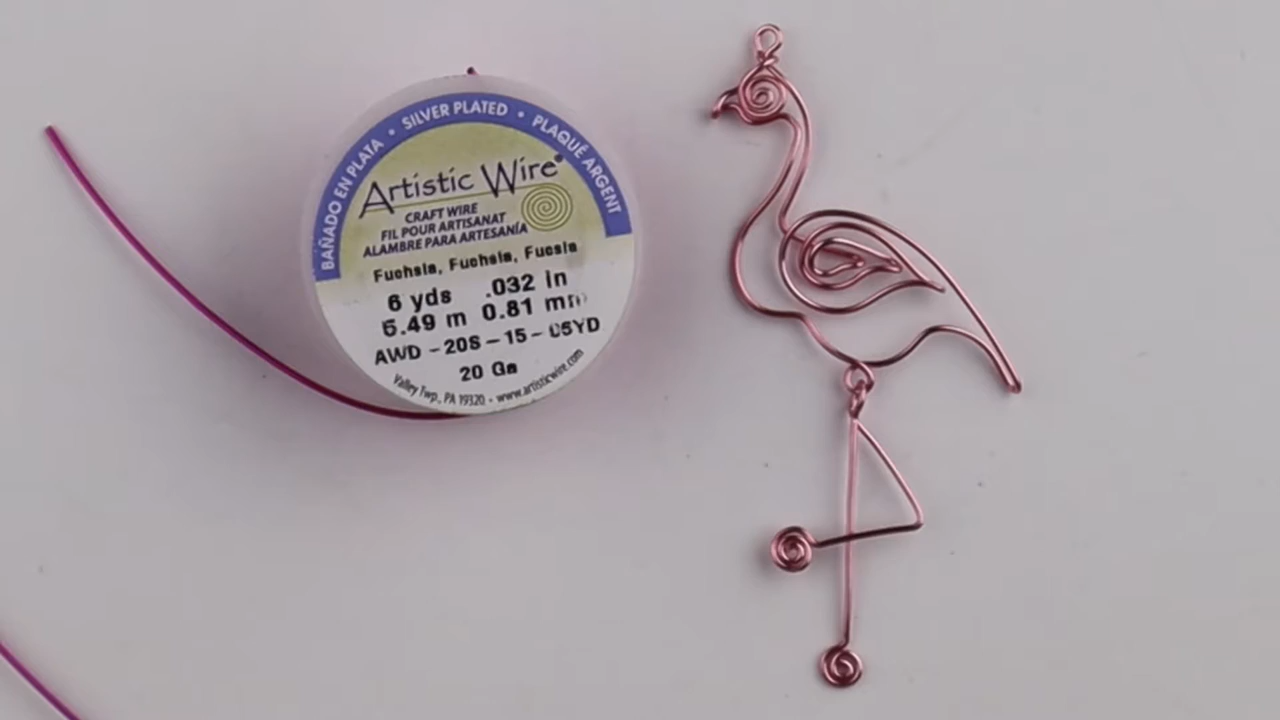 BAÑADO EN PLATA • SILVER PLATED • PLAQUÉ ARGENT
Artistic Wire
CRAFT WIRE
FIL POUR ARTISANAT
ALAMBRE PARA ARTESANÍA
Fuchsia, Fuchsia, Fucsia
6 yds .032 in
5.49 m 0.81 mm
AWD - 20S - 15 - 06YD
20 Ga
Valley Twp., PA 19320 • www.artisticwire.com